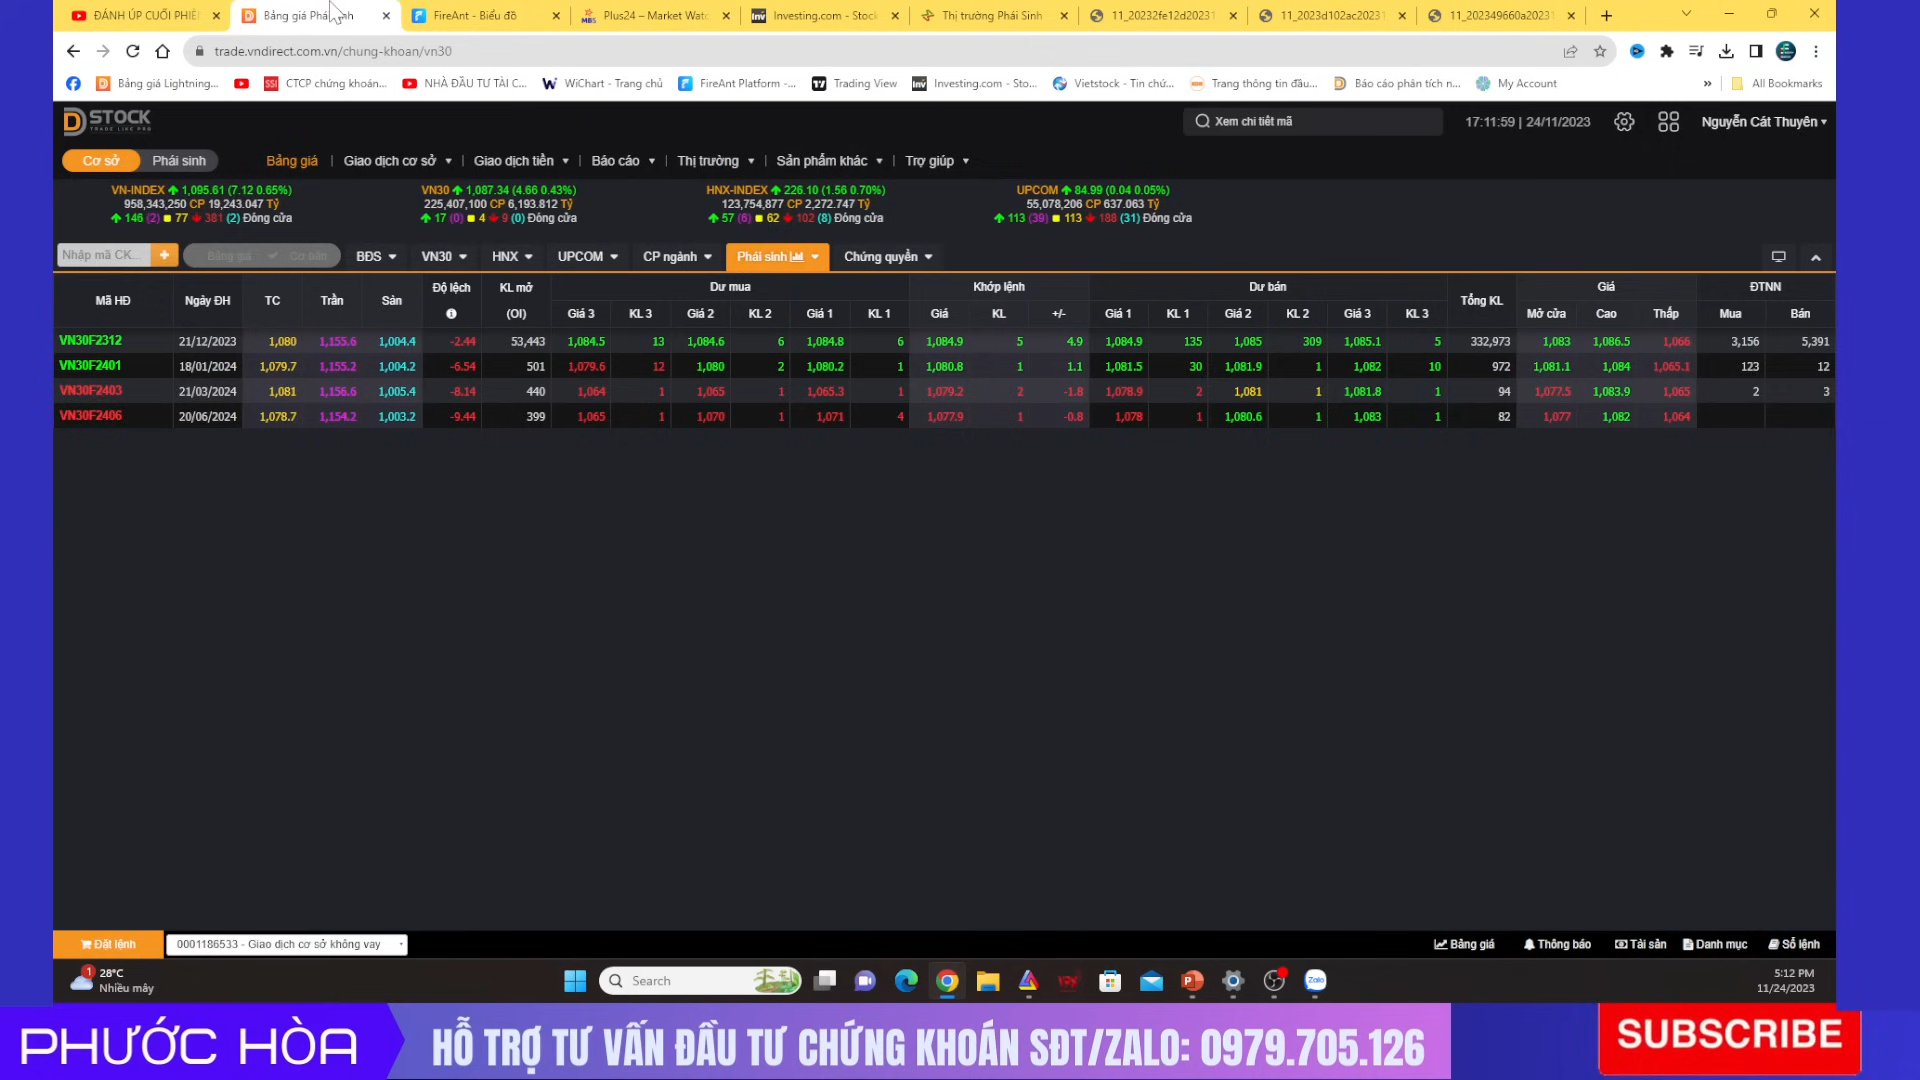 ĐÁNH ÚP CUỐI PHIÊN
FireAnt - Biểu đồ
Plus24 – Market Watc
Investing.com - Stock
Thị trường Phái Sinh
11_20232fe12d20231
11_2023d102ac20231
11_202349660a20231
trade.vndirect.com.vn/chung-khoan/vn30
Bảng giá Lightning...
CTCP chứng khoán...
NHÀ ĐẦU TƯ TÀI C...
WiChart - Trang chủ
FireAnt Platform -...
Trading View
Investing.com - Sto...
Vietstock - Tin chứ...
Trang thông tin đầu...
Báo cáo phân tích n...
My Account
All Bookmarks
D STOCK
TRADE LIKE PRO
Xem chi tiết mã
17:11:59 | 24/11/2023
Nguyễn Cát Thuyên
Cơ sở Phái sinh Bảng giá Giao dịch cơ sở Giao dịch tiền Báo cáo Thị trường Sản phẩm khác Trợ giúp
VN-INDEX 1,095.61 (7.12 0.65%)
958,343,250 CP 19,243.047 Tỷ
146 (2) 77 381 (2) Đóng cửa
VN30 1,087.34 (4.66 0.43%)
225,407,100 CP 6,193.812 Tỷ
17 (0) 4 9 (0) Đóng cửa
HNX-INDEX 226.10 (1.56 0.70%)
123,754,877 CP 2,272.747 Tỷ
57 (6) 62 102 (8) Đóng cửa
UPCOM 84.99 (0.04 0.05%)
55,078,206 CP 637.063 Tỷ
113 (39) 113 188 (31) Đóng cửa
Nhập mã CK... + Bảng giá Cơ bản BĐS VN30 HNX UPCOM CP ngành Phái sinh Chứng quyền
Mã HĐ Ngày ĐH TC Trần Sàn Độ lệch KL mở (OI) Dư mua Khớp lệnh Dư bán Tổng KL Giá ĐTNN
Giá 3 KL 3 Giá 2 KL 2 Giá 1 KL 1 Giá KL +/- Giá 1 KL 1 Giá 2 KL 2 Giá 3 KL 3 Mở cửa Cao Thấp Mua Bán
VN30F2312 21/12/2023 1,080 1,155.6 1,004.4 -2.44 53,443 1,084.5 13 1,084.6 6 1,084.8 6 1,084.9 5 4.9 1,084.9 135 1,085 309 1,085.1 5 332,973 1,083 1,086.5 1,066 3,156 5,391
VN30F2401 18/01/2024 1,079.7 1,155.2 1,004.2 -6.54 501 1,079.6 12 1,080 2 1,080.2 1 1,080.8 1 1.1 1,081.5 30 1,081.9 1 1,082 10 972 1,081.1 1,084 1,065.1 123 12
VN30F2403 21/03/2024 1,081 1,156.6 1,005.4 -8.14 440 1,064 1 1,065 1 1,065.3 1 1,079.2 2 -1.8 1,078.9 2 1,081 1 1,081.8 1 94 1,077.5 1,083.9 1,065 2 3
VN30F2406 20/06/2024 1,078.7 1,154.2 1,003.2 -9.44 399 1,065 1 1,070 1 1,071 4 1,077.9 1 -0.8 1,078 1 1,080.6 1 1,083 1 82 1,077 1,082 1,064
Đặt lệnh 0001186533 - Giao dịch cơ sở không vay Bảng giá Thông báo Tài sản Danh mục Sổ lệnh
1
28°C
Nhiều mây
Search
Zalo
5:12 PM
11/24/2023
PHƯỚC HÒA
HỖ TRỢ TƯ VẤN ĐẦU TƯ CHỨNG KHOÁN SĐT/ZALO: 0979.705.126
SUBSCRIBE